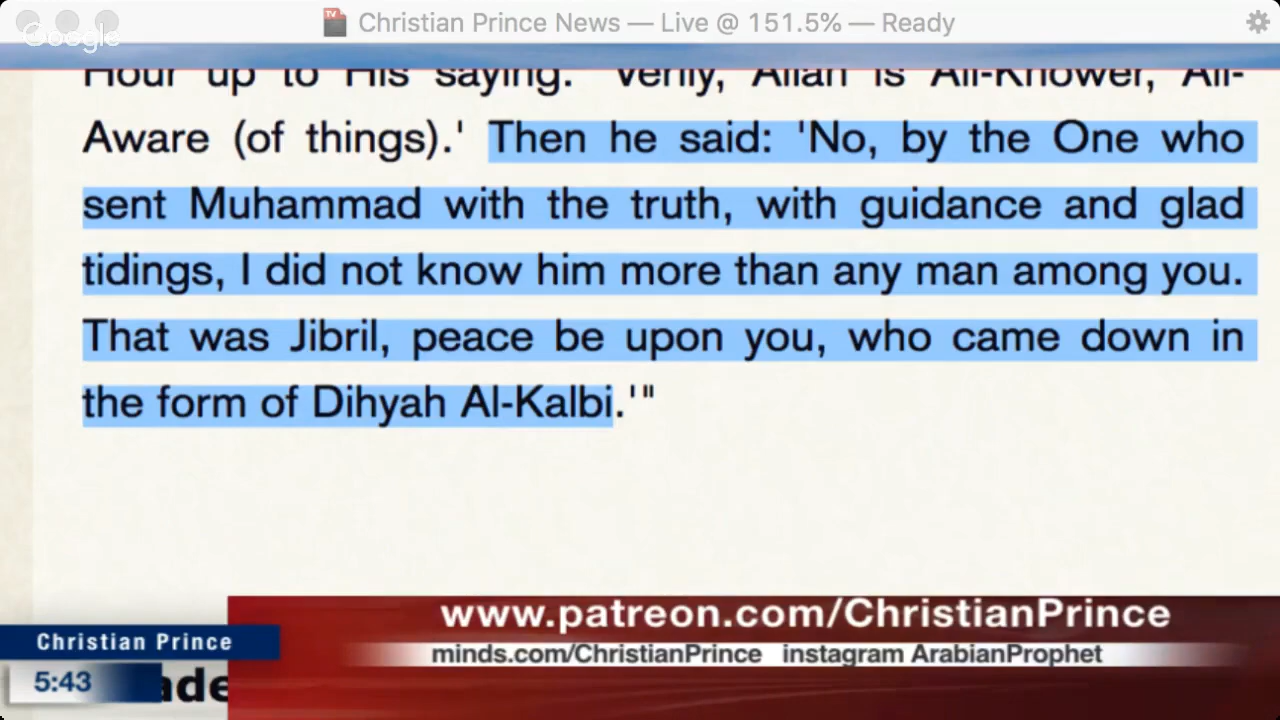 Christian Prince News — Live @ 151.5% — Ready
Google
Hour up to His saying: 'Verily, Allah is All-Knower, All-
Aware (of things).' Then he said: 'No, by the One who
sent Muhammad with the truth, with guidance and glad
tidings, I did not know him more than any man among you.
That was Jibril, peace be upon you, who came down in
the form of Dihyah Al-Kalbi.'"
www.patreon.com/ChristianPrince
Christian Prince
minds.com/ChristianPrince instagram ArabianProphet
5:43